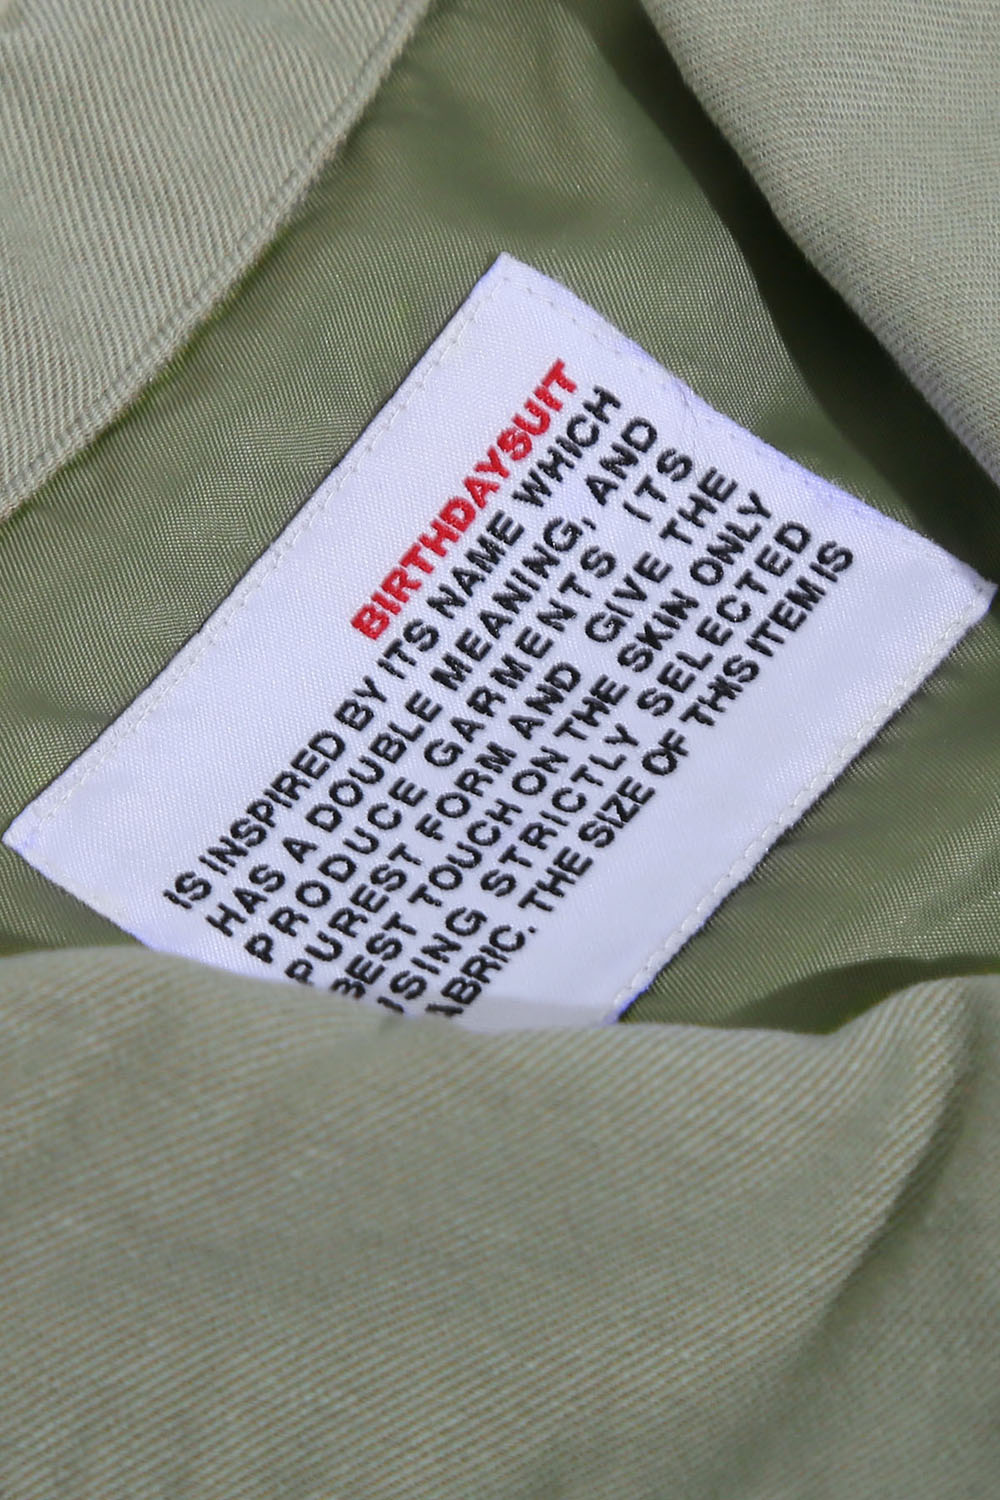 BIRTHDAYSUIT
IS INSPIRED BY ITS NAME WHICH
HAS A DOUBLE MEANING, AND
PRODUCE GARMENTS ITS
PUREST FORM AND GIVE THE
BEST TOUCH ON THE SKIN ONLY
USING STRICTLY SELECTED
FABRIC. THE SIZE OF THIS ITEM IS